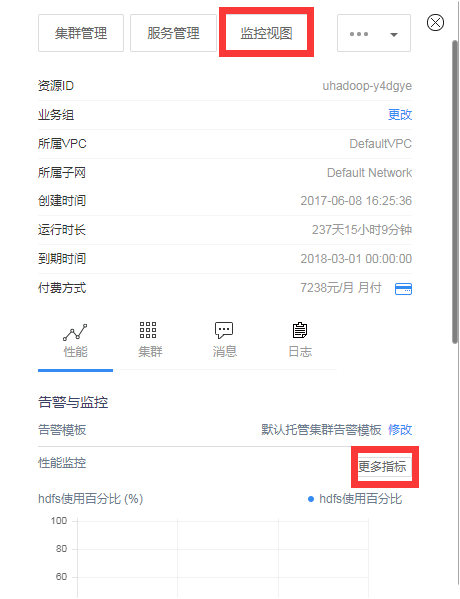 集群管理 服务管理 监控视图
资源ID uhadoop-y4dgye
业务组 更改
所属VPC DefaultVPC
所属子网 Default Network
创建时间 2017-06-08 16:25:36
运行时长 237天15小时9分钟
到期时间 2018-03-01 00:00:00
付费方式 7238元/月 月付
性能 集群 消息 日志
告警与监控
告警模板 默认托管集群告警模板 修改
性能监控 更多指标
hdfs使用百分比 (%) hdfs使用百分比
100
80
60